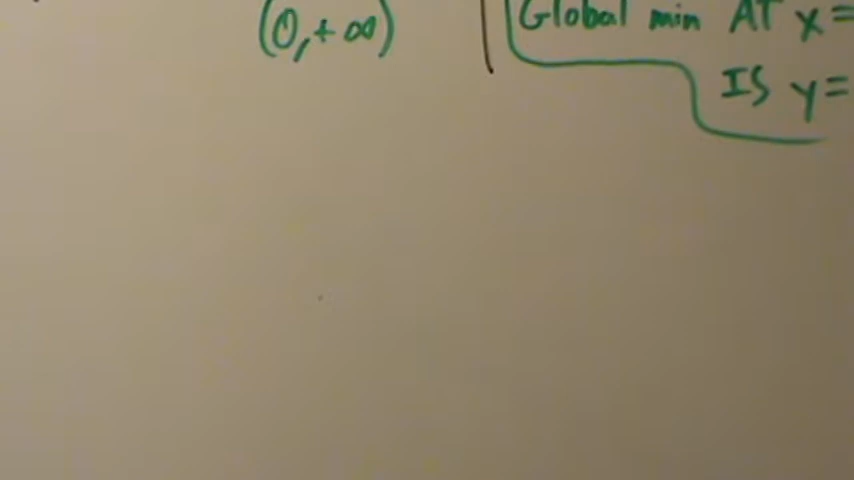 (0,+∞)
Global min AT x=
IS y=